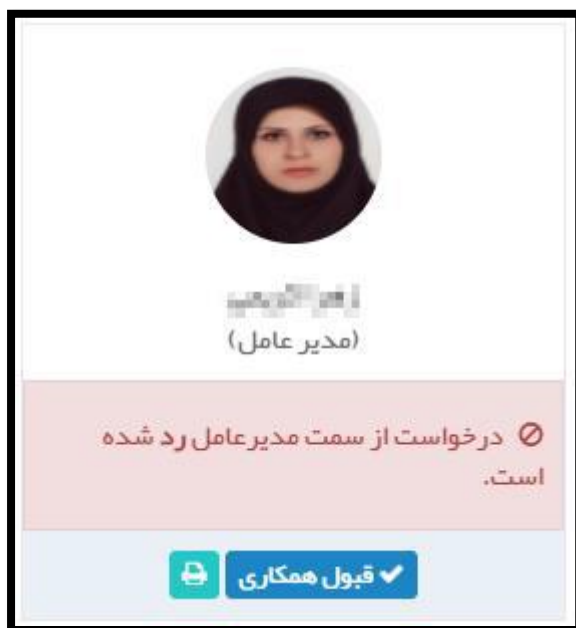 (مدیر عامل)
درخواست از سمت مدیرعامل رد شده
است.
قبول همکاری